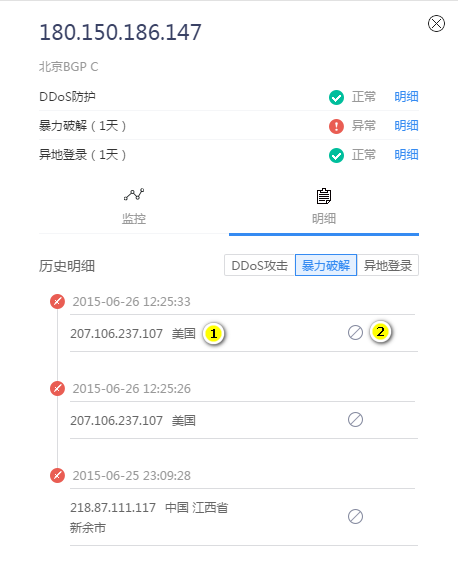 180.150.186.147
北京BGP C
DDoS防护 正常 明细
暴力破解（1天） 异常 明细
异地登录（1天） 正常 明细
监控 明细
历史明细 DDoS攻击 暴力破解 异地登录
2015-06-26 12:25:33
207.106.237.107 美国 1 2
2015-06-26 12:25:26
207.106.237.107 美国
2015-06-25 23:09:28
218.87.111.117 中国 江西省
新余市